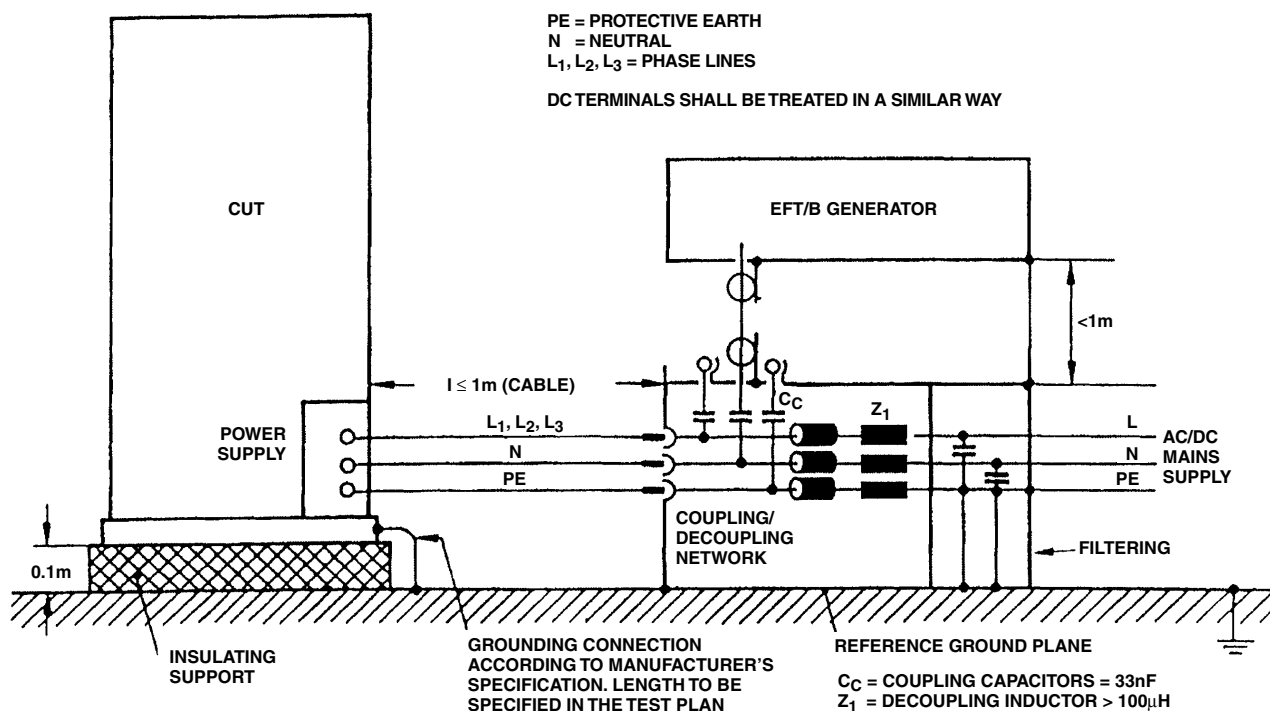 PE = PROTECTIVE EARTH
N = NEUTRAL
L1, L2, L3 = PHASE LINES
DC TERMINALS SHALL BE TREATED IN A SIMILAR WAY
CUT
EFT/B GENERATOR
<1m
l ≤ 1m (CABLE)
CC
Z1
POWER
SUPPLY
L1, L2, L3
N
PE
L
N
PE
AC/DC
MAINS
SUPPLY
COUPLING/
DECOUPLING
NETWORK
FILTERING
0.1m
INSULATING
SUPPORT
GROUNDING CONNECTION
ACCORDING TO MANUFACTURER'S
SPECIFICATION. LENGTH TO BE
SPECIFIED IN THE TEST PLAN
REFERENCE GROUND PLANE
CC = COUPLING CAPACITORS = 33nF
Z1 = DECOUPLING INDUCTOR > 100μH